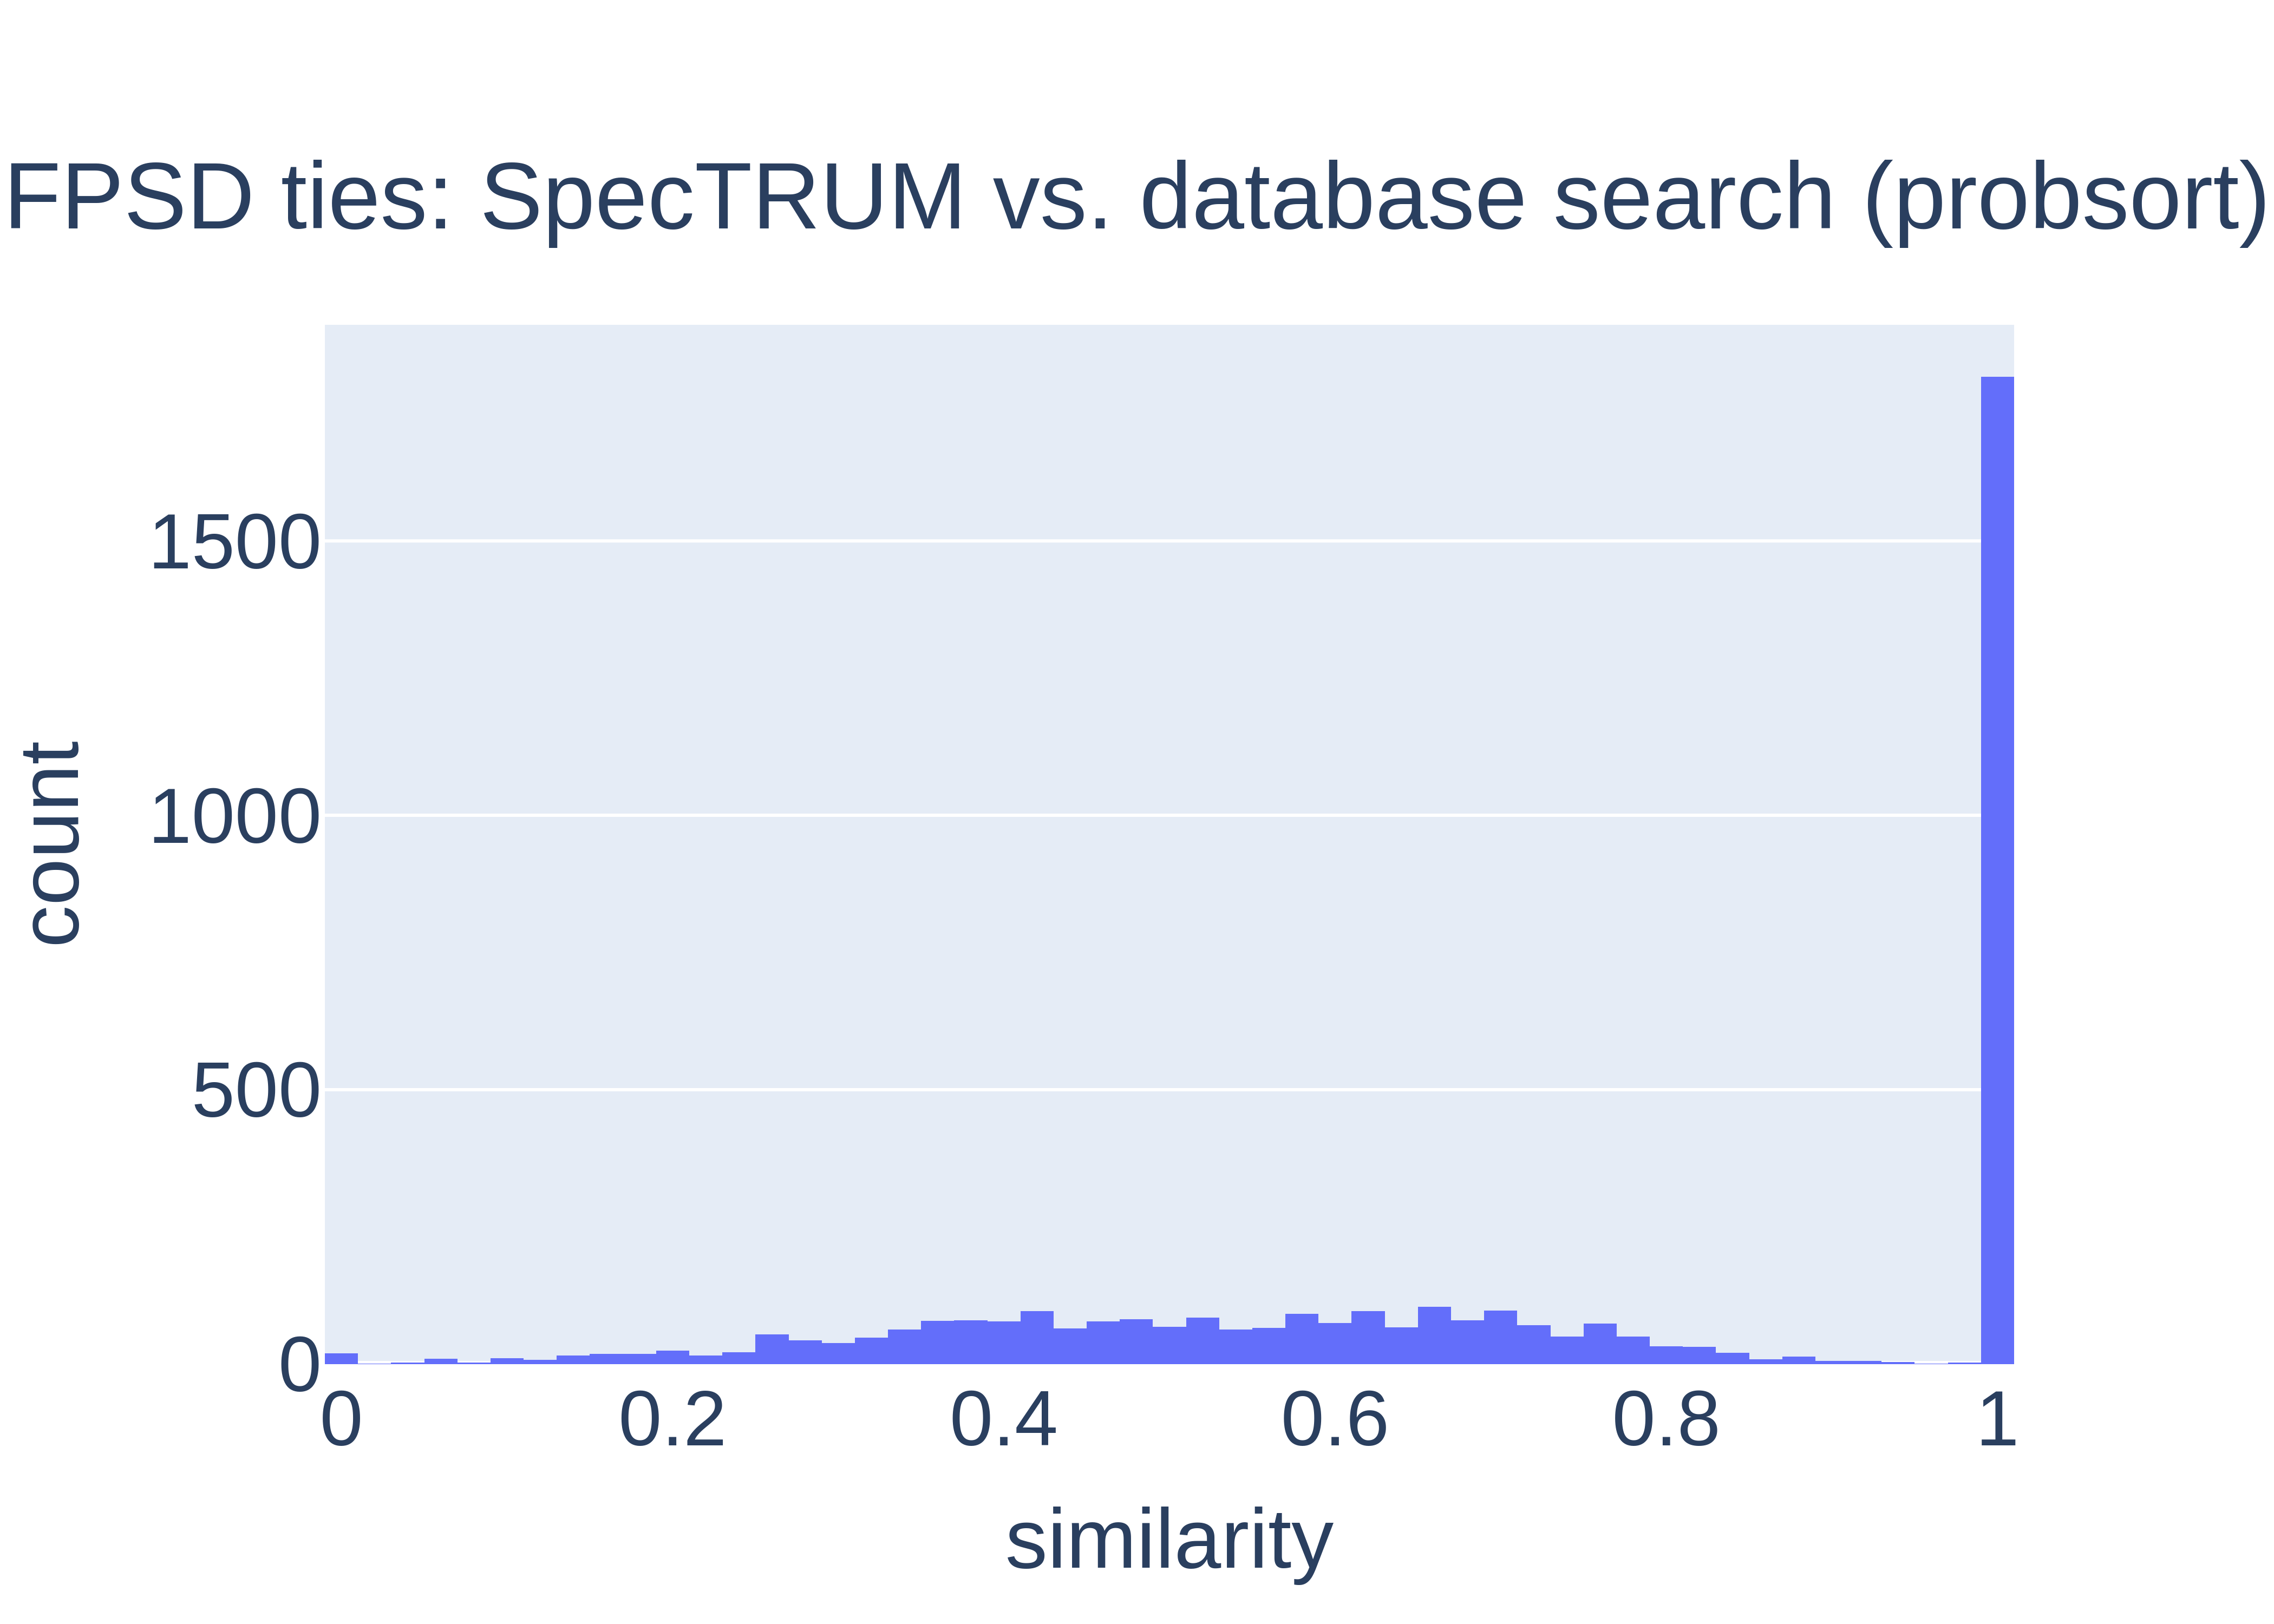 FPSD ties: SpecTRUM vs. database search (probsort)
1500
1000
500
0
count
0 0.2 0.4 0.6 0.8 1
similarity